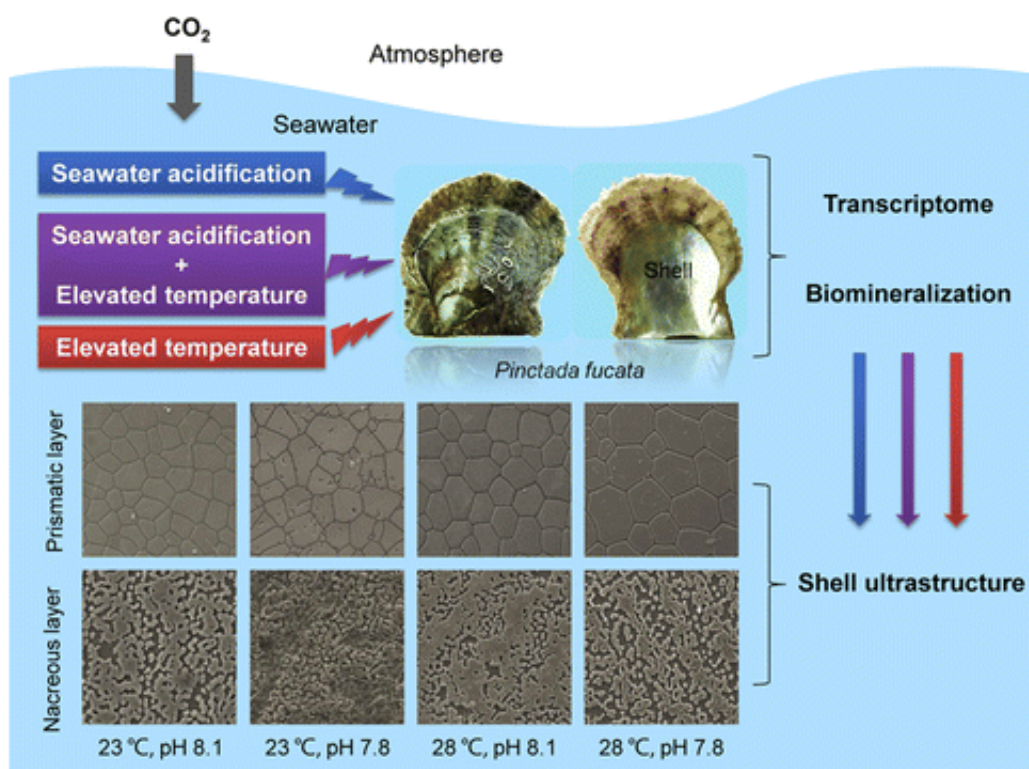 CO2
Atmosphere
Seawater
Seawater acidification
Seawater acidification
+
Elevated temperature
Elevated temperature
Shell
Pinctada fucata
Transcriptome
Biomineralization
Prismatic layer
Nacreous layer
Shell ultrastructure
23 ℃, pH 8.1
23 ℃, pH 7.8
28 ℃, pH 8.1
28 ℃, pH 7.8